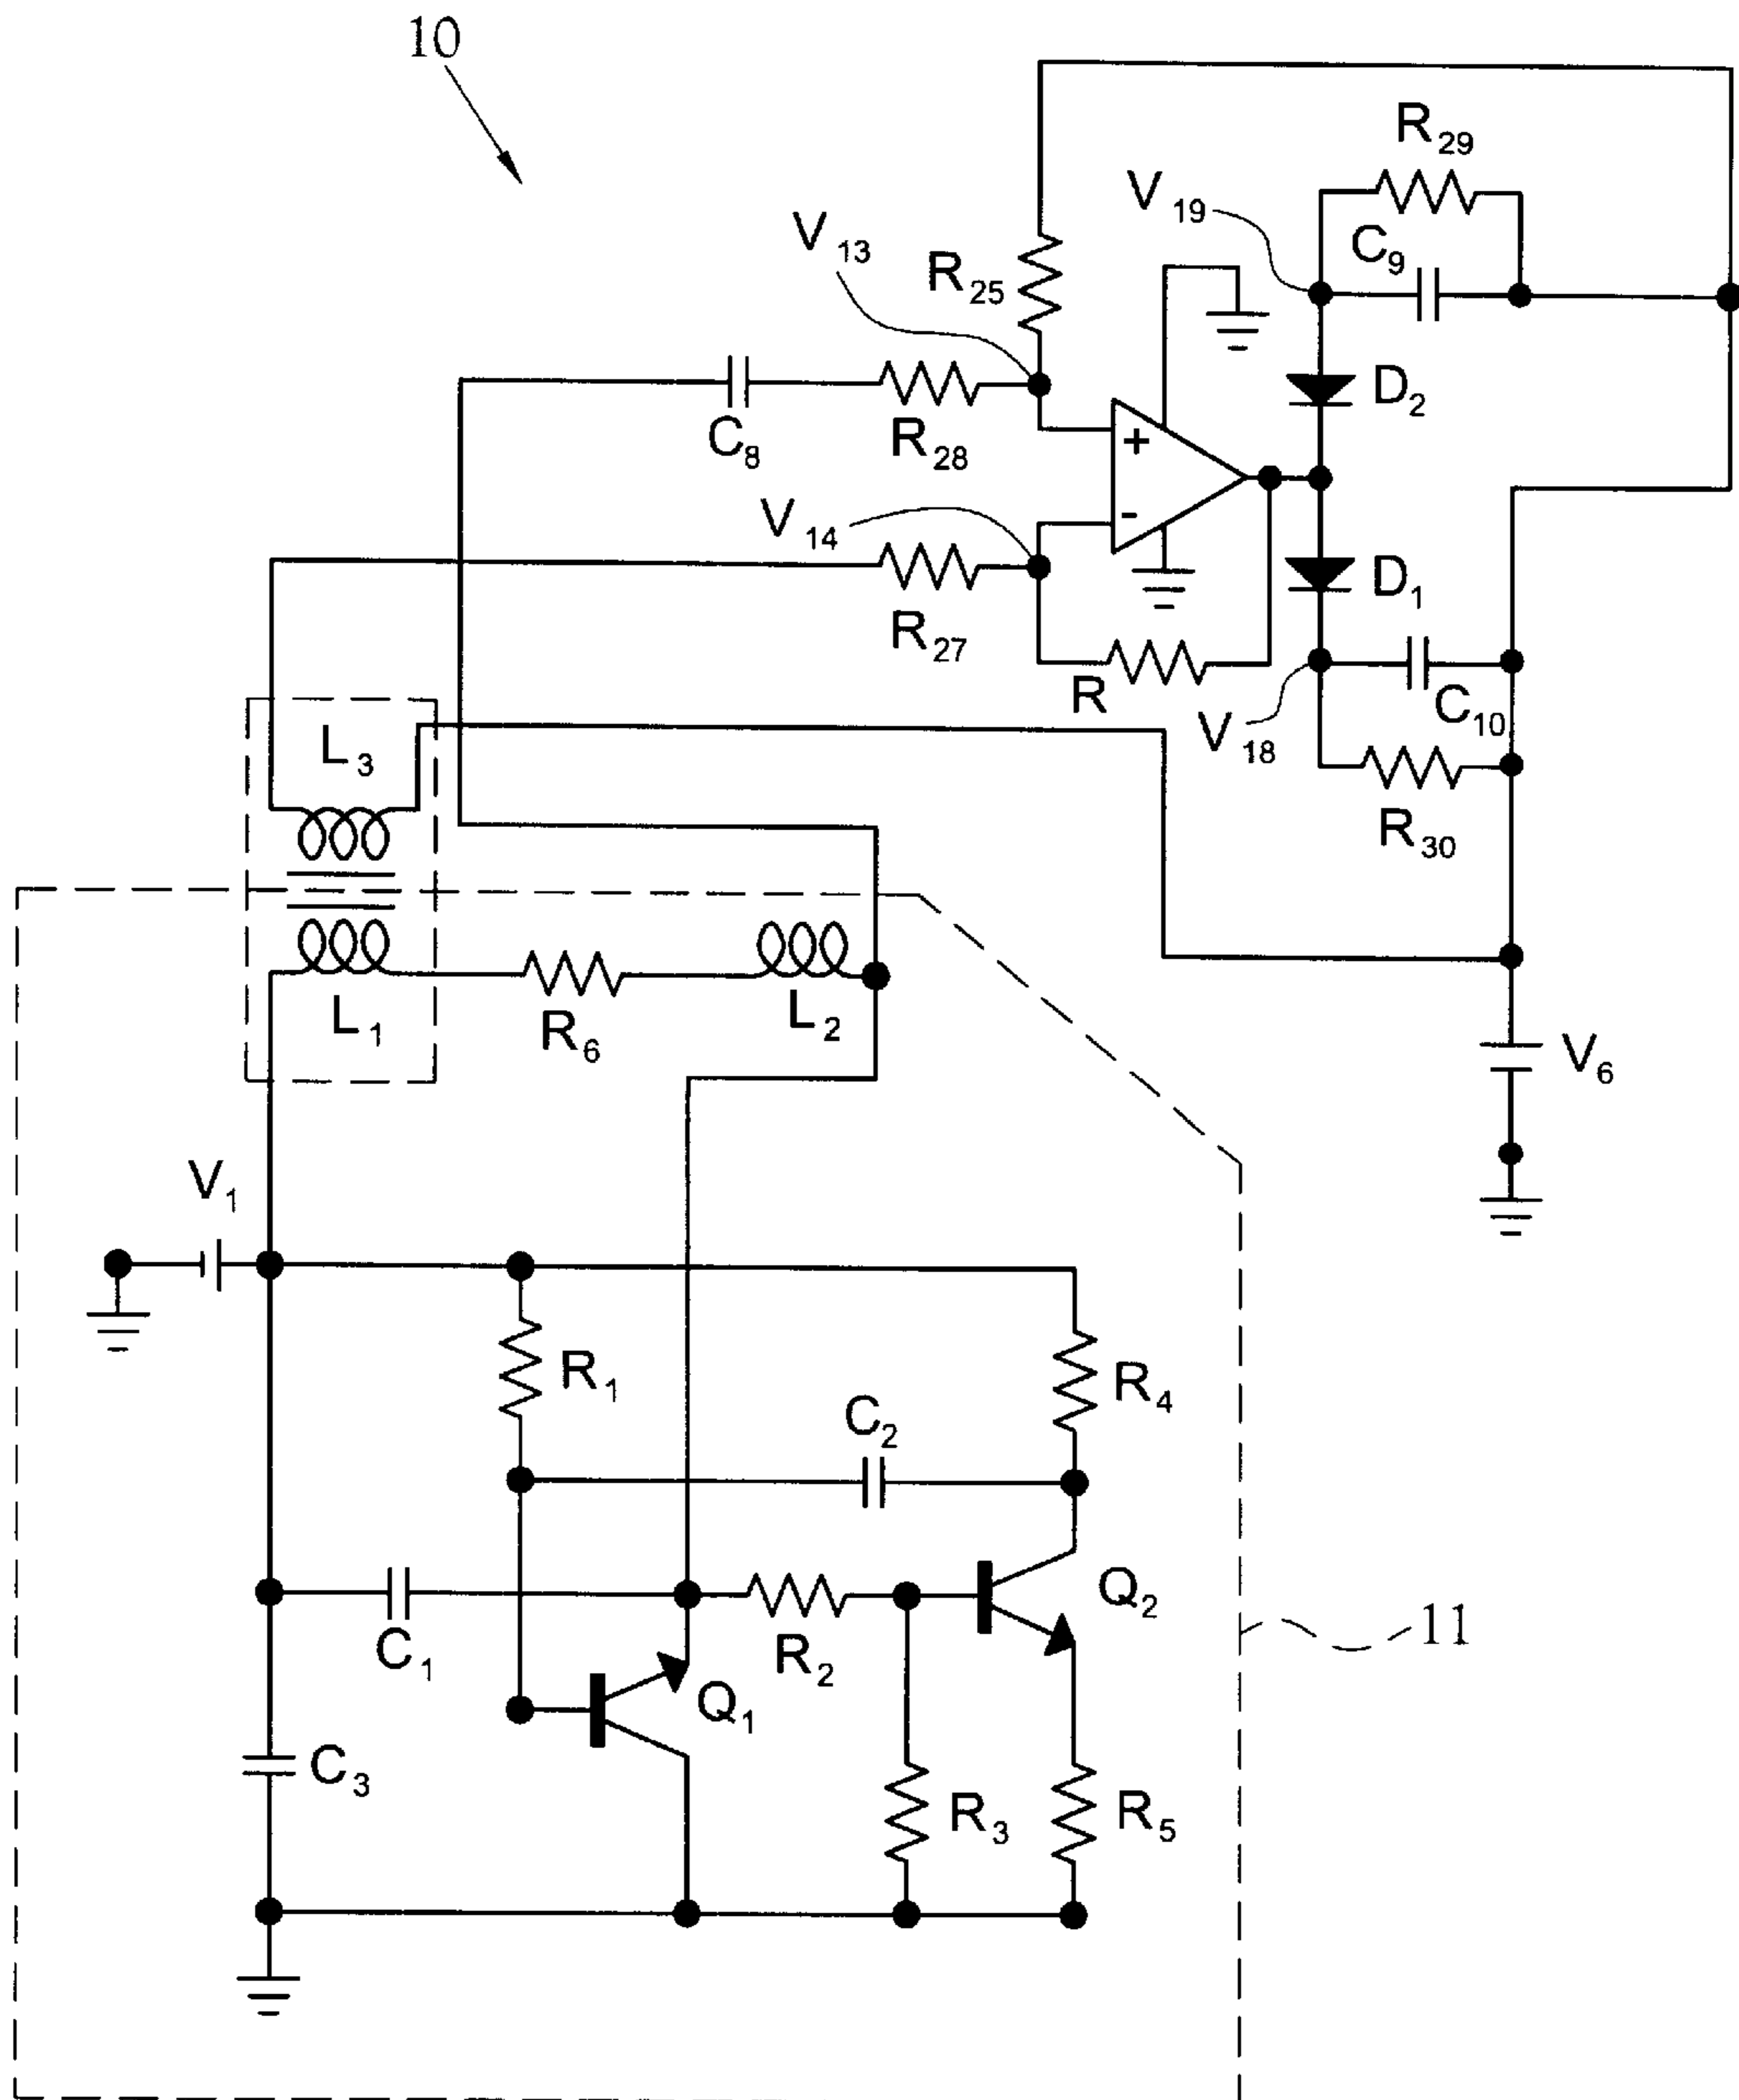 10
R29
V19
V13
C9
R25
D2
C8
R28
+
V14
-
D1
R27
R
C10
V18
L3
R30
L1
R6
L2
V6
V1
R1
R4
C2
Q2
C1
R2
11
Q1
C3
R3
R5